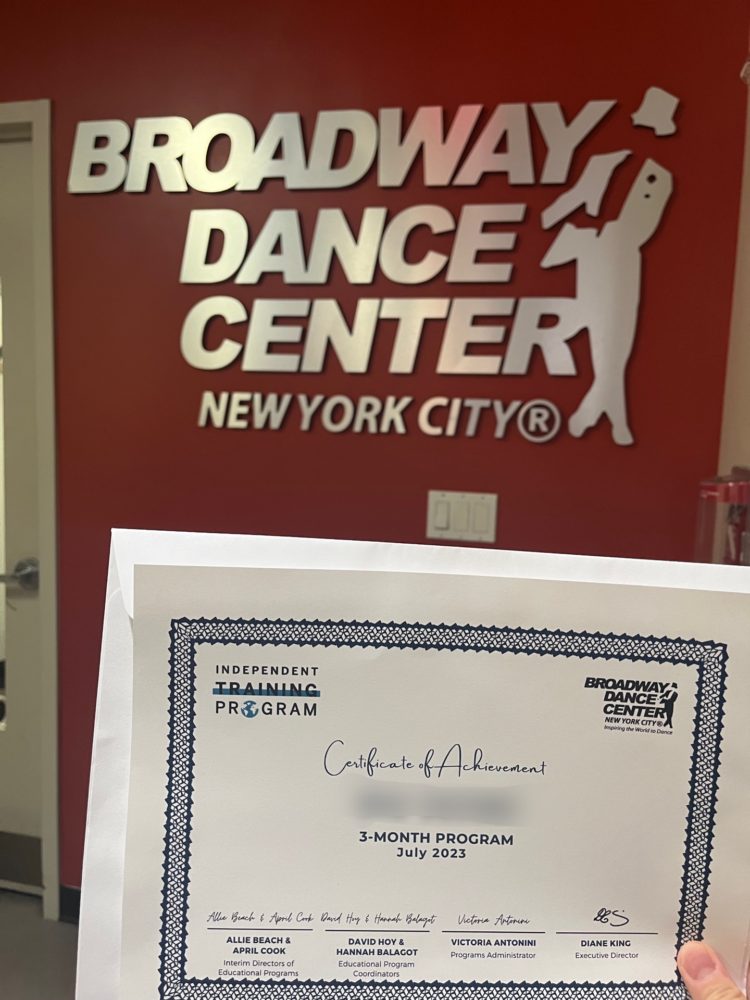 BROADWAY
DANCE
CENTER
NEW YORK CITY®
INDEPENDENT
TRAINING
PROGRAM
BROADWAY
DANCE
CENTER
NEW YORK CITY®
Inspiring the World to Dance
Certificate of Achievement
3-MONTH PROGRAM
July 2023
Allie Beach & April Cook David Hoy & Hannah Balagot Victoria Antonini
ALLIE BEACH &
APRIL COOK
Interim Directors of
Educational Programs
DAVID HOY &
HANNAH BALAGOT
Educational Program
Coordinators
VICTORIA ANTONINI
Programs Administrator
DIANE KING
Executive Director